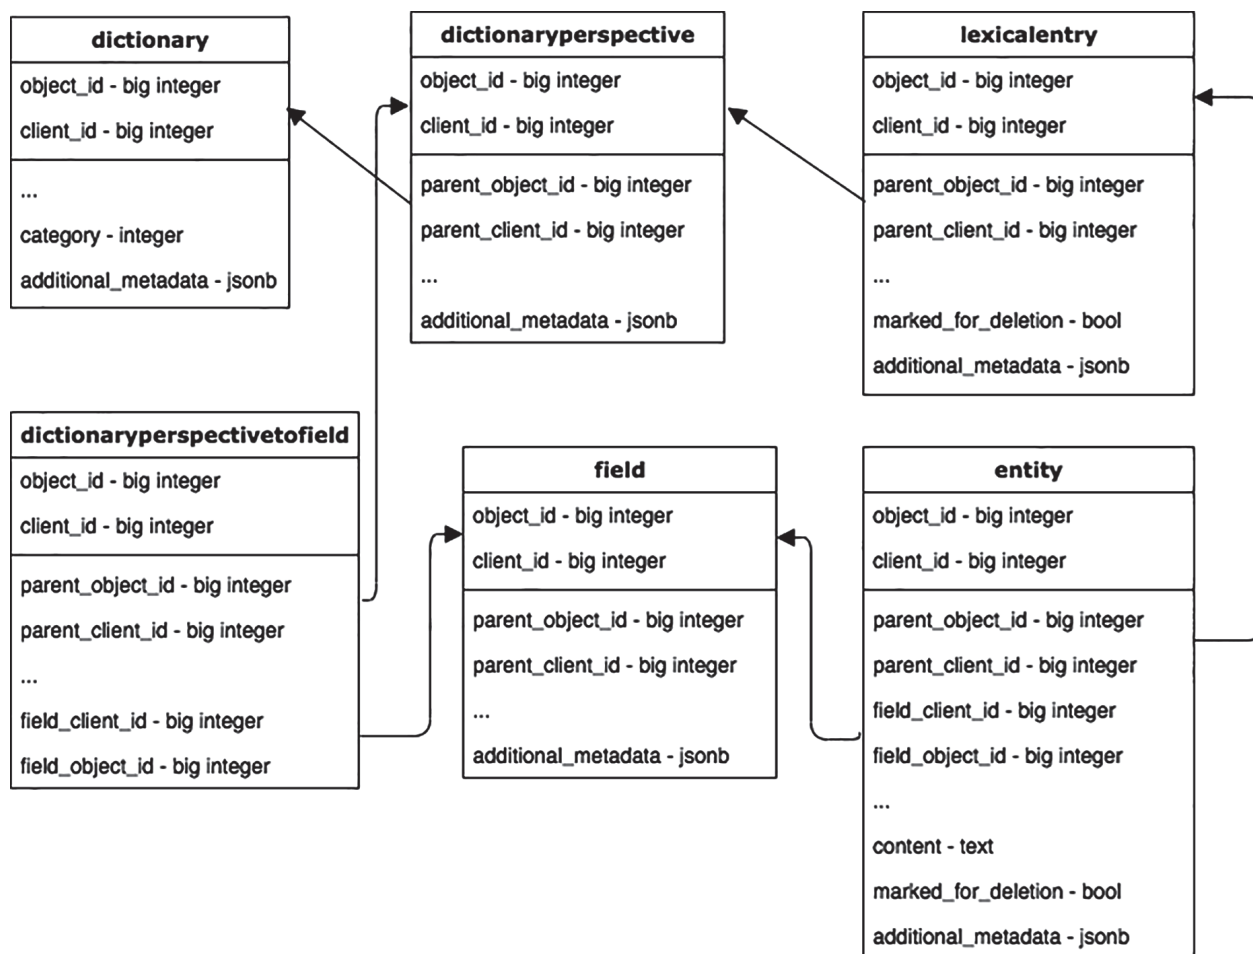 dictionary
object_id - big integer
client_id - big integer
...
category - integer
additional_metadata - jsonb
dictionaryperspective
object_id - big integer
client_id - big integer
parent_object_id - big integer
parent_client_id - big integer
...
additional_metadata - jsonb
lexicalentry
object_id - big integer
client_id - big integer
parent_object_id - big integer
parent_client_id - big integer
...
marked_for_deletion - bool
additional_metadata - jsonb
dictionaryperspectivetofield
object_id - big integer
client_id - big integer
parent_object_id - big integer
parent_client_id - big integer
...
field_client_id - big integer
field_object_id - big integer
field
object_id - big integer
client_id - big integer
parent_object_id - big integer
parent_client_id - big integer
...
additional_metadata - jsonb
entity
object_id - big integer
client_id - big integer
parent_object_id - big integer
parent_client_id - big integer
field_client_id - big integer
field_object_id - big integer
...
content - text
marked_for_deletion - bool
additional_metadata - jsonb